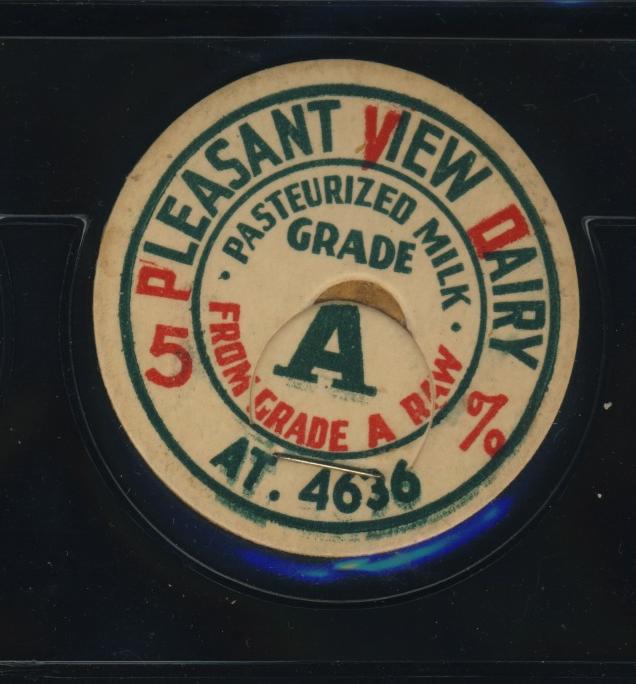 PLEASANT VIEW DAIRY
PASTEURIZED MILK
GRADE
A
FROM GRADE A RAW
5 %
AT. 4636